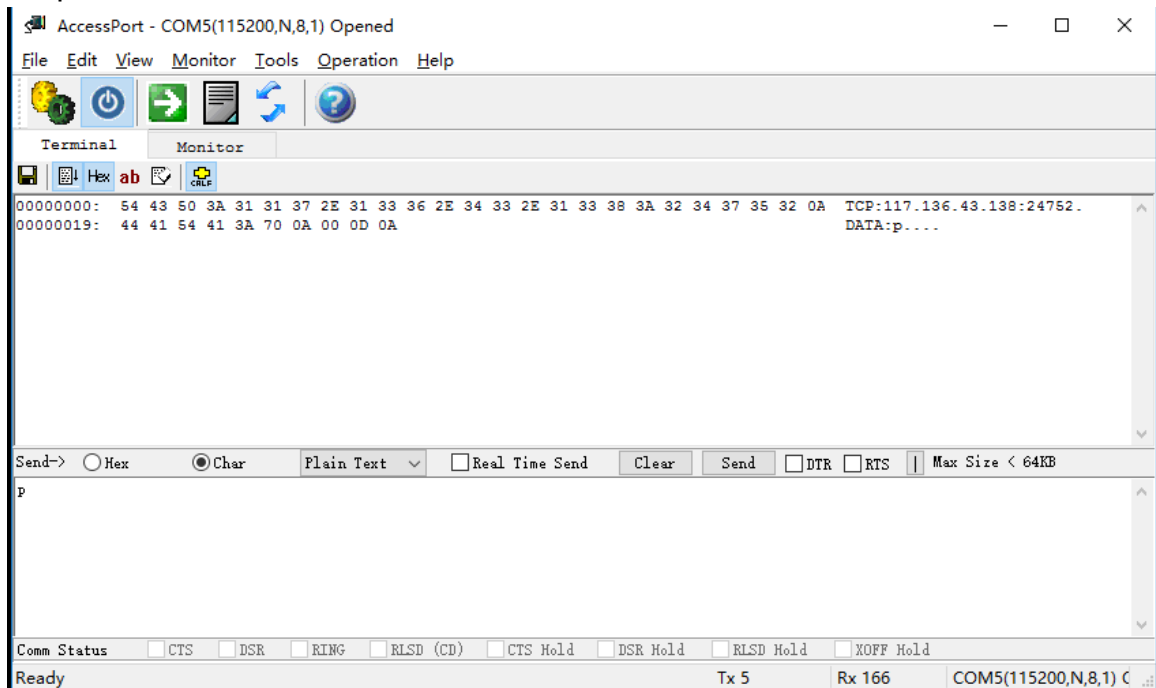 AccessPort - COM5(115200,N,8,1) Opened
File Edit View Monitor Tools Operation Help
Terminal Monitor
Hex ab CRLF
00000000: 54 43 50 3A 31 31 37 2E 31 33 36 2E 34 33 2E 31 33 38 3A 32 34 37 35 32 0A TCP:117.136.43.138:24752.
00000019: 44 41 54 41 3A 70 0A 00 0D 0A DATA:p....
Send-> Hex Char Plain Text Real Time Send Clear Send DTR RTS | Max Size < 64KB
p
Comm Status CTS DSR RING RLSD (CD) CTS Hold DSR Hold RLSD Hold XOFF Hold
Ready Tx 5 Rx 166 COM5(115200,N,8,1) C